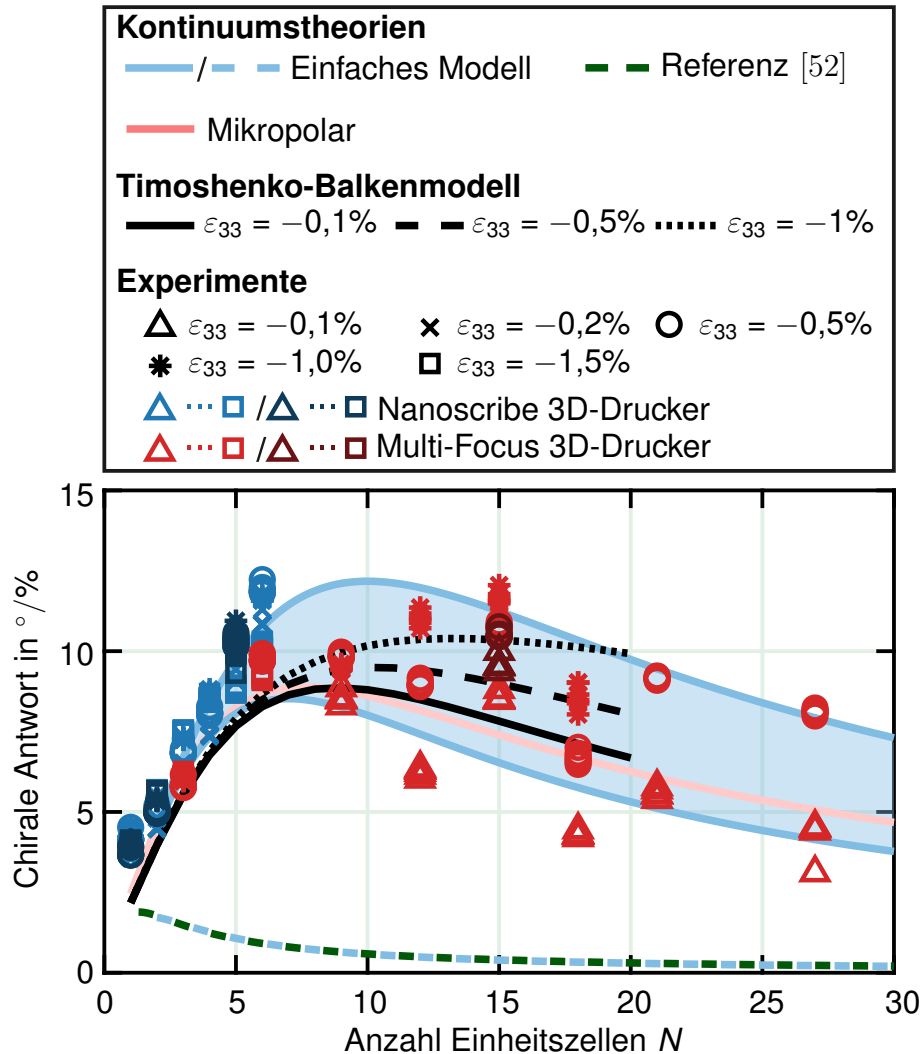 Kontinuumstheorien
/ Einfaches Modell Referenz [52]
Mikropolar
Timoshenko-Balkenmodell
ε33 = −0,1% ε33 = −0,5% ε33 = −1%
Experimente
ε33 = −0,1% ε33 = −0,2% ε33 = −0,5%
ε33 = −1,0% ε33 = −1,5%
/ Nanoscribe 3D-Drucker
/ Multi-Focus 3D-Drucker
15
10
5
0
Chirale Antwort in °/%
0 5 10 15 20 25 30
Anzahl Einheitszellen N